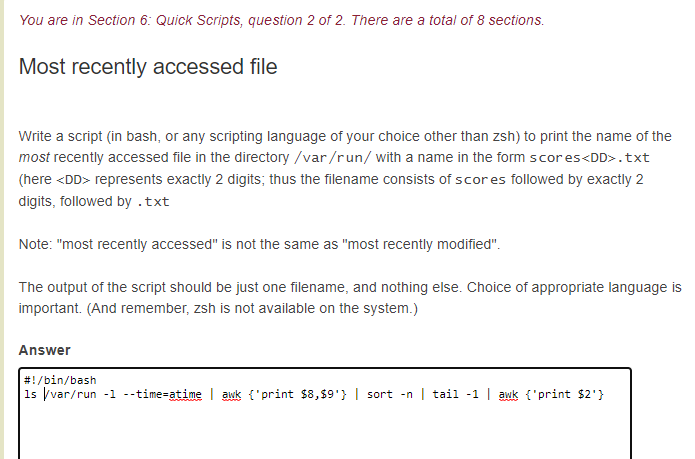 You are in Section 6: Quick Scripts, question 2 of 2. There are a total of 8 sections.
Most recently accessed file
Write a script (in bash, or any scripting language of your choice other than zsh) to print the name of the
most recently accessed file in the directory /var/run/ with a name in the form scores<DD>.txt
(here <DD> represents exactly 2 digits; thus the filename consists of scores followed by exactly 2
digits, followed by .txt
Note: "most recently accessed" is not the same as "most recently modified".
The output of the script should be just one filename, and nothing else. Choice of appropriate language is
important. (And remember, zsh is not available on the system.)
Answer
#!/bin/bash
ls /var/run -l --time=atime | awk {'print $8,$9'} | sort -n | tail -1 | awk {'print $2'}